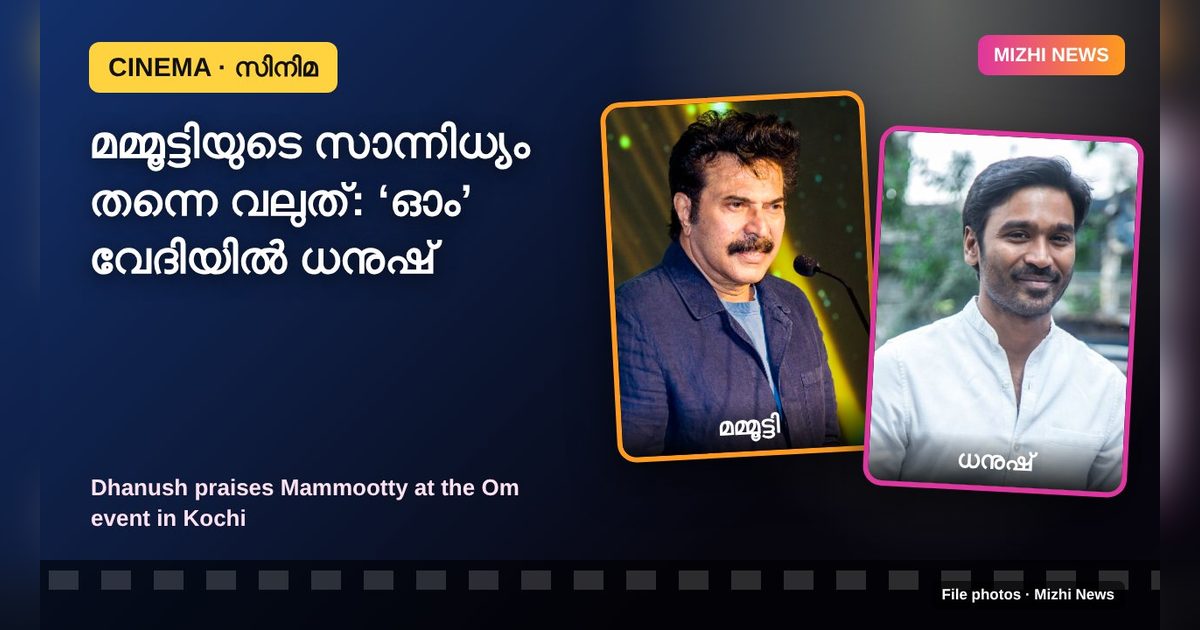 CINEMA · സിനിമ
MIZHI NEWS
മമ്മൂട്ടിയുടെ സാന്നിധ്യം
തന്നെ വലുത്: ‘ഓം’
വേദിയിൽ ധനുഷ്
മമ്മൂട്ടി
ധനുഷ്
Dhanush praises Mammootty at the Om
event in Kochi
File photos · Mizhi News